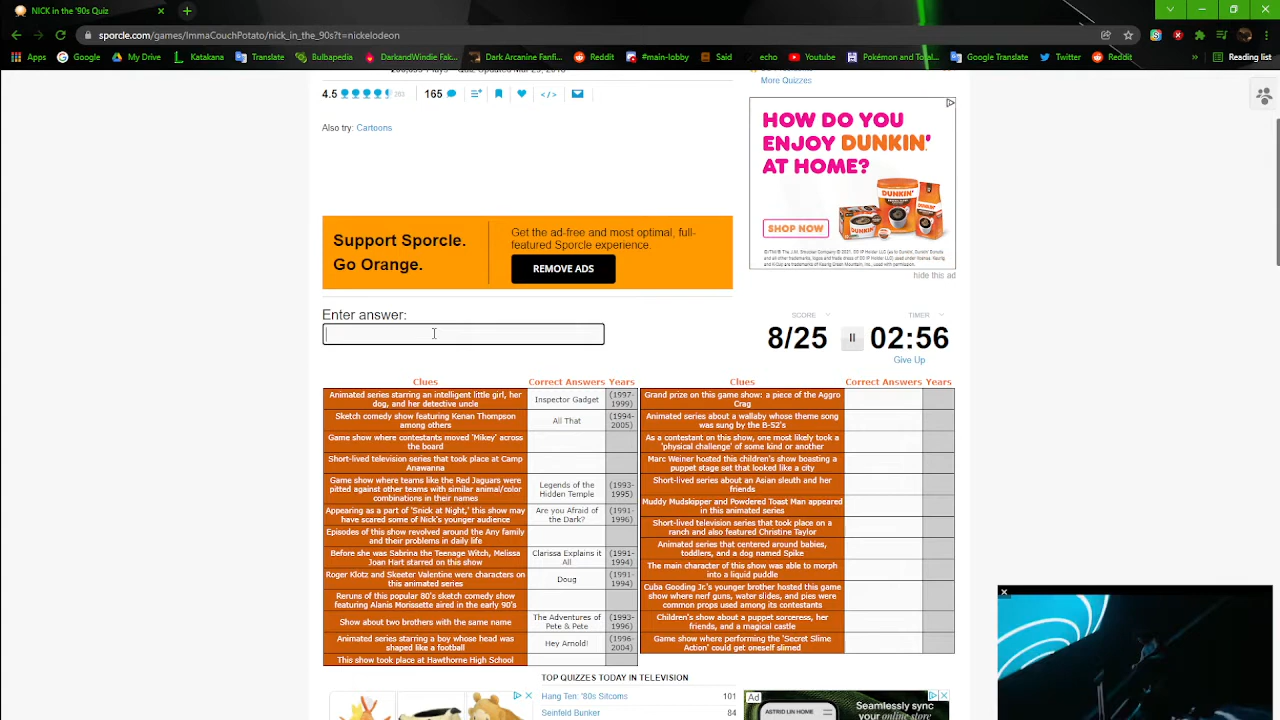 NICK in the '90s Quiz
sporcle.com/games/ImmaCouchPotato/nick_in_the_90s?t=nickelodeon
Apps Google My Drive Katakana Translate Bulbapedia DarkandWindie Fak... Dark Arcanine Fanfi... Reddit #main-lobby Said echo Youtube Pokémon and Total... Google Translate Twitter Reddit » Reading list
More Quizzes
4.5 203 165 </>
Also try: Cartoons
HOW DO YOU
ENJOY DUNKIN'
AT HOME?
SHOP NOW
hide this ad
Support Sporcle.
Go Orange.
Get the ad-free and most optimal, full-
featured Sporcle experience.
REMOVE ADS
Enter answer:
SCORE TIMER
8/25 02:56
Give Up
Clues Correct Answers Years
Animated series starring an intelligent little girl, her
dog, and her detective uncle
Inspector Gadget
(1997-
1999)
Sketch comedy show featuring Kenan Thompson
among others
All That
(1994-
2005)
Game show where contestants moved 'Mikey' across
the board
Short-lived television series that took place at Camp
Anawanna
Game show where teams like the Red Jaguars were
pitted against other teams with similar animal/color
combinations in their names
Legends of the
Hidden Temple
(1993-
1995)
Appearing as a part of 'Snick at Night,' this show may
have scared some of Nick's younger audience
Are you Afraid of
the Dark?
(1991-
1996)
Episodes of this show revolved around the Any family
and their problems in daily life
Before she was Sabrina the Teenage Witch, Melissa
Joan Hart starred on this show
Clarissa Explains it
All
(1991-
1994)
Roger Klotz and Skeeter Valentine were characters on
this animated series
Doug
(1991-
1994)
Reruns of this popular 80's sketch comedy show
featuring Alanis Morissette aired in the early 90's
Show about two brothers with the same name
The Adventures of
Pete & Pete
(1993-
1996)
Animated series starring a boy whose head was
shaped like a football
Hey Arnold!
(1996-
2004)
This show took place at Hawthorne High School
Clues Correct Answers Years
Grand prize on this game show: a piece of the Aggro
Crag
Animated series about a wallaby whose theme song
was sung by the B-52's
As a contestant on this show, one most likely took a
'physical challenge' of some kind or another
Marc Weiner hosted this children's show boasting a
puppet stage set that looked like a city
Short-lived series about an Asian sleuth and her
friends
Muddy Mudskipper and Powdered Toast Man appeared
in this animated series
Short-lived television series that took place on a
ranch and also featured Christine Taylor
Animated series that centered around babies,
toddlers, and a dog named Spike
The main character of this show was able to morph
into a liquid puddle
Cuba Gooding Jr.'s younger brother hosted this game
show where nerf guns, water slides, and pies were
common props used among its contestants
Children's show about a puppet sorceress, her
friends, and a magical castle
Game show where performing the 'Secret Slime
Action' could get oneself slimed
TOP QUIZZES TODAY IN TELEVISION
Hang Ten: '80s Sitcoms 101
Seinfeld Bunker 84
Ad
ASTRID LIN HOME
Seamlessly sync
your online store